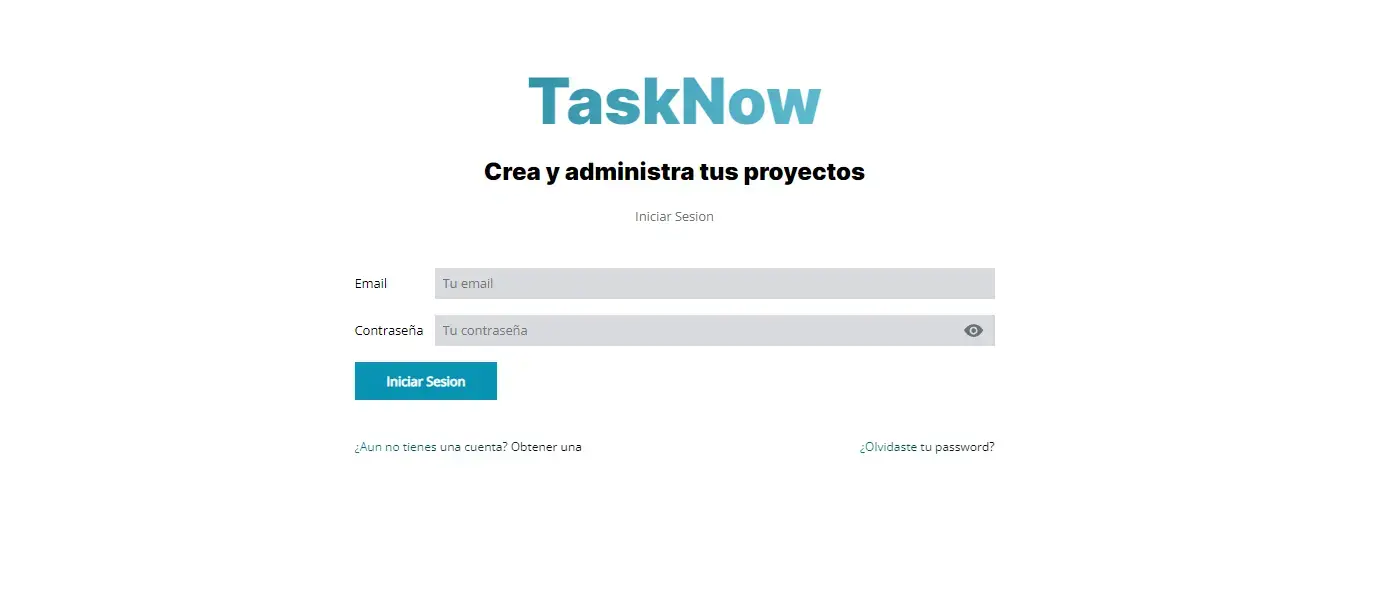 TaskNow
Crea y administra tus proyectos
Iniciar Sesion
Email Tu email
Contraseña Tu contraseña
Iniciar Sesion
¿Aun no tienes una cuenta? Obtener una ¿Olvidaste tu password?